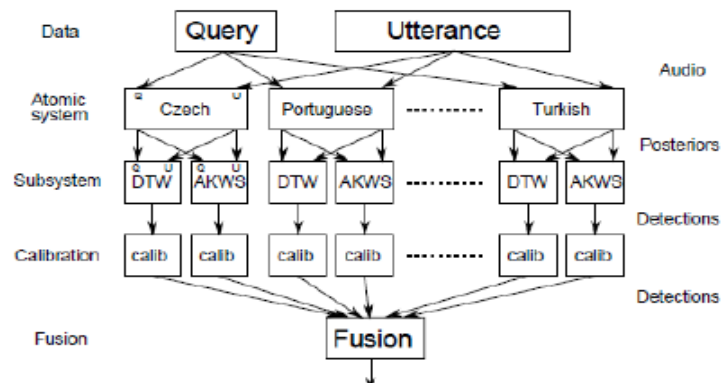 Data Query Utterance
Audio
Atomic system Q Czech U Portuguese Turkish
Posteriors
Subsystem Q U DTW Q U AKWS DTW AKWS DTW AKWS
Detections
Calibration calib calib calib calib calib calib
Detections
Fusion Fusion